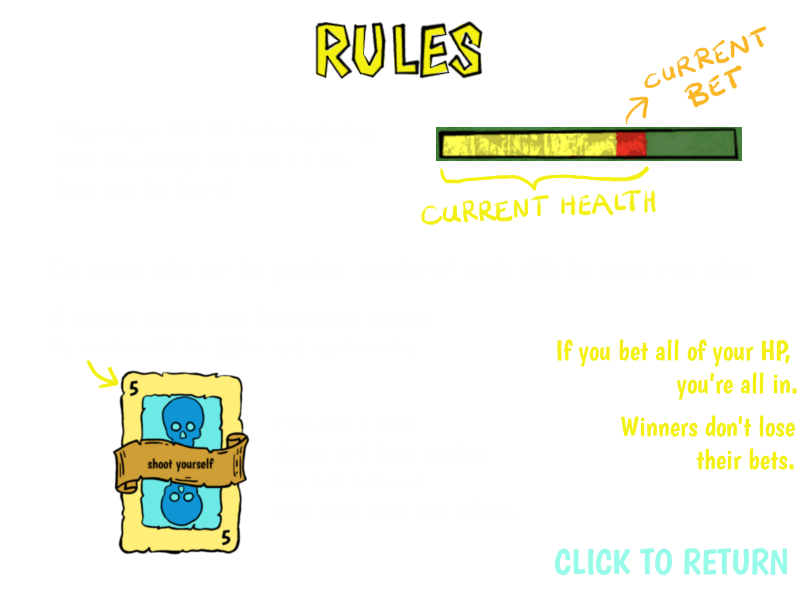 RULES
CURRENT
BET
CURRENT HEALTH
If you bet all of your HP,
you're all in.
5
Winners don't lose
their bets.
shoot yourself
5
CLICK TO RETURN